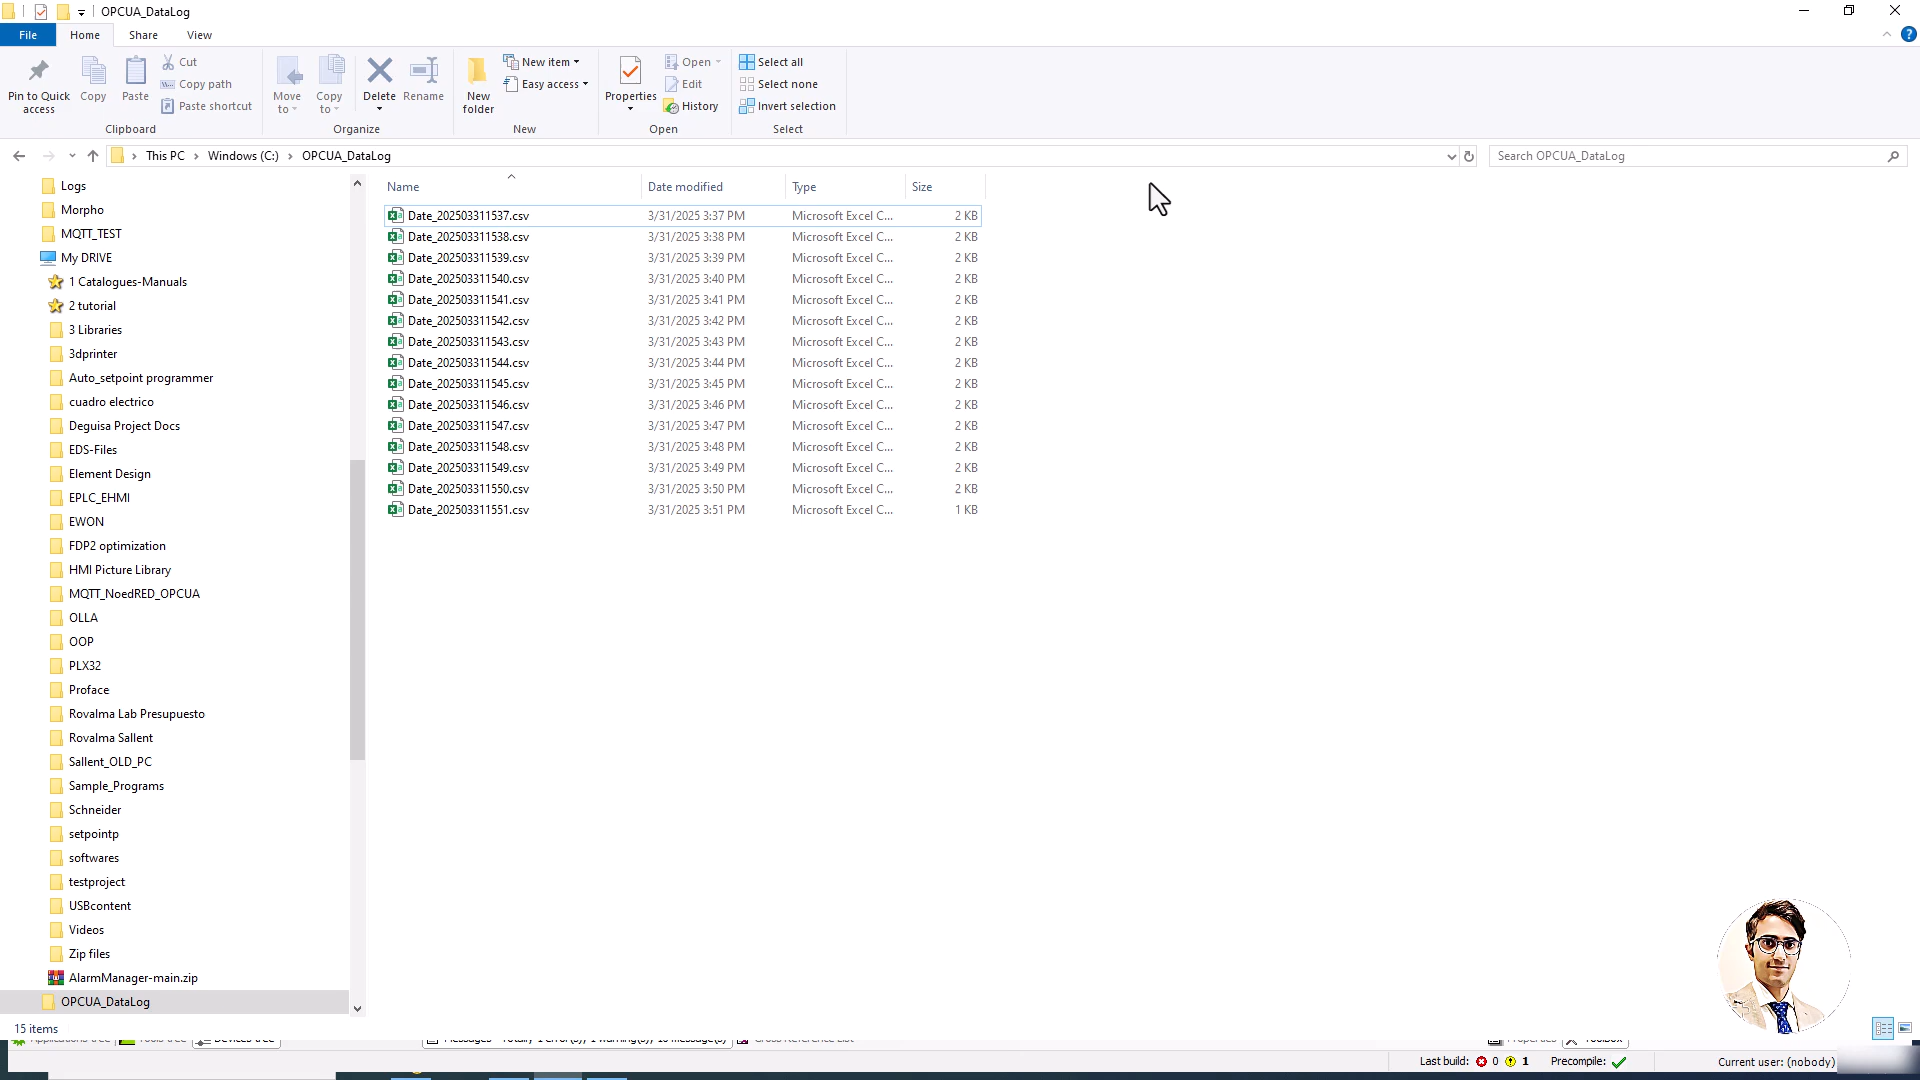 OPCUA_DataLog
File Home Share View
Pin to Quick access
Copy
Paste
Cut
Copy path
Paste shortcut
Clipboard
Move to
Copy to
Delete
Rename
Organize
New folder
New item
Easy access
New
Properties
Open
Edit
History
Open
Select all
Select none
Invert selection
Select
This PC › Windows (C:) › OPCUA_DataLog
Search OPCUA_DataLog
Logs
Morpho
MQTT_TEST
My DRIVE
1 Catalogues-Manuals
2 tutorial
3 Libraries
3dprinter
Auto_setpoint programmer
cuadro electrico
Deguisa Project Docs
EDS-Files
Element Design
EPLC_EHMI
EWON
FDP2 optimization
HMI Picture Library
MQTT_NoedRED_OPCUA
OLLA
OOP
PLX32
Proface
Rovalma Lab Presupuesto
Rovalma Sallent
Sallent_OLD_PC
Sample_Programs
Schneider
setpointp
softwares
testproject
USBcontent
Videos
Zip files
AlarmManager-main.zip
OPCUA_DataLog
Name Date modified Type Size
Date_202503311537.csv 3/31/2025 3:37 PM Microsoft Excel C... 2 KB
Date_202503311538.csv 3/31/2025 3:38 PM Microsoft Excel C... 2 KB
Date_202503311539.csv 3/31/2025 3:39 PM Microsoft Excel C... 2 KB
Date_202503311540.csv 3/31/2025 3:40 PM Microsoft Excel C... 2 KB
Date_202503311541.csv 3/31/2025 3:41 PM Microsoft Excel C... 2 KB
Date_202503311542.csv 3/31/2025 3:42 PM Microsoft Excel C... 2 KB
Date_202503311543.csv 3/31/2025 3:43 PM Microsoft Excel C... 2 KB
Date_202503311544.csv 3/31/2025 3:44 PM Microsoft Excel C... 2 KB
Date_202503311545.csv 3/31/2025 3:45 PM Microsoft Excel C... 2 KB
Date_202503311546.csv 3/31/2025 3:46 PM Microsoft Excel C... 2 KB
Date_202503311547.csv 3/31/2025 3:47 PM Microsoft Excel C... 2 KB
Date_202503311548.csv 3/31/2025 3:48 PM Microsoft Excel C... 2 KB
Date_202503311549.csv 3/31/2025 3:49 PM Microsoft Excel C... 2 KB
Date_202503311550.csv 3/31/2025 3:50 PM Microsoft Excel C... 2 KB
Date_202503311551.csv 3/31/2025 3:51 PM Microsoft Excel C... 1 KB
15 items
Last build: 0 1 Precompile: Current user: (nobody)